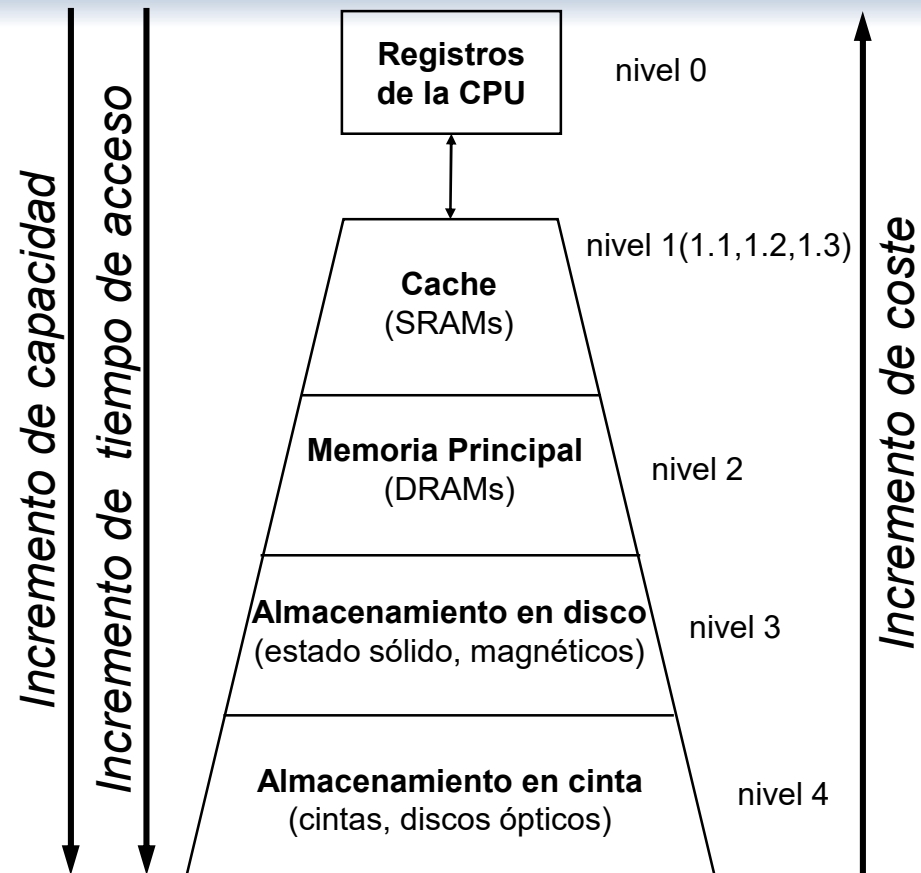 Registros
de la CPU
nivel 0
nivel 1(1.1,1.2,1.3)
Cache
(SRAMs)
Memoria Principal
(DRAMs)
nivel 2
Almacenamiento en disco
(estado sólido, magnéticos)
nivel 3
Almacenamiento en cinta
(cintas, discos ópticos)
nivel 4
Incremento de capacidad
Incremento de tiempo de acceso
Incremento de coste